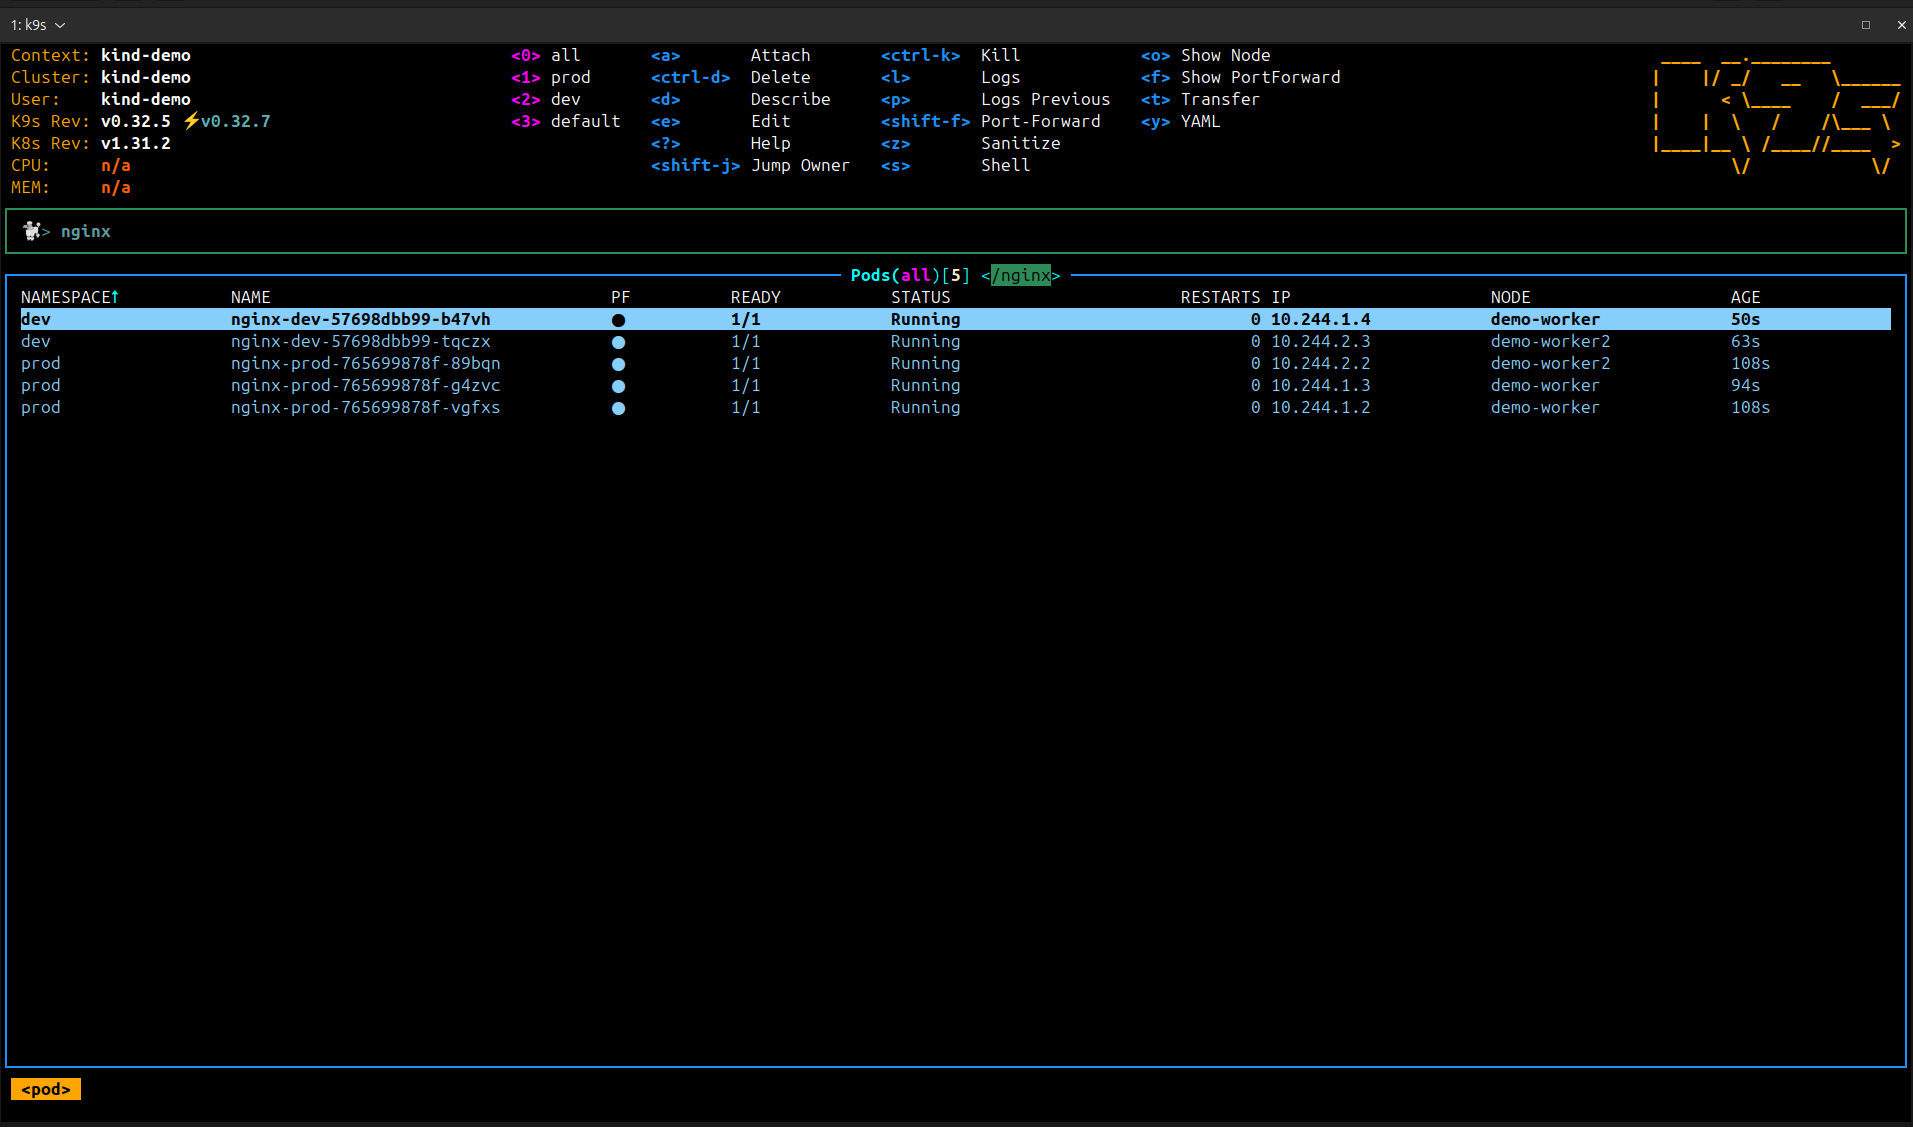 1: k9s
Context: kind-demo <0> all <a> Attach <ctrl-k> Kill <o> Show Node
Cluster: kind-demo <1> prod <ctrl-d> Delete <l> Logs <f> Show PortForward
User: kind-demo <2> dev <d> Describe <p> Logs Previous <t> Transfer
K9s Rev: v0.32.5 ⚡v0.32.7 <3> default <e> Edit <shift-f> Port-Forward <y> YAML
K8s Rev: v1.31.2 <?> Help <z> Sanitize
CPU: n/a <shift-j> Jump Owner <s> Shell
MEM: n/a
🐩> nginx
Pods(all)[5] </nginx>
NAMESPACE↑ NAME PF READY STATUS RESTARTS IP NODE AGE
dev nginx-dev-57698dbb99-b47vh ● 1/1 Running 0 10.244.1.4 demo-worker 50s
dev nginx-dev-57698dbb99-tqczx ● 1/1 Running 0 10.244.2.3 demo-worker2 63s
prod nginx-prod-765699878f-89bqn ● 1/1 Running 0 10.244.2.2 demo-worker2 108s
prod nginx-prod-765699878f-g4zvc ● 1/1 Running 0 10.244.1.3 demo-worker 94s
prod nginx-prod-765699878f-vgfxs ● 1/1 Running 0 10.244.1.2 demo-worker 108s
<pod>